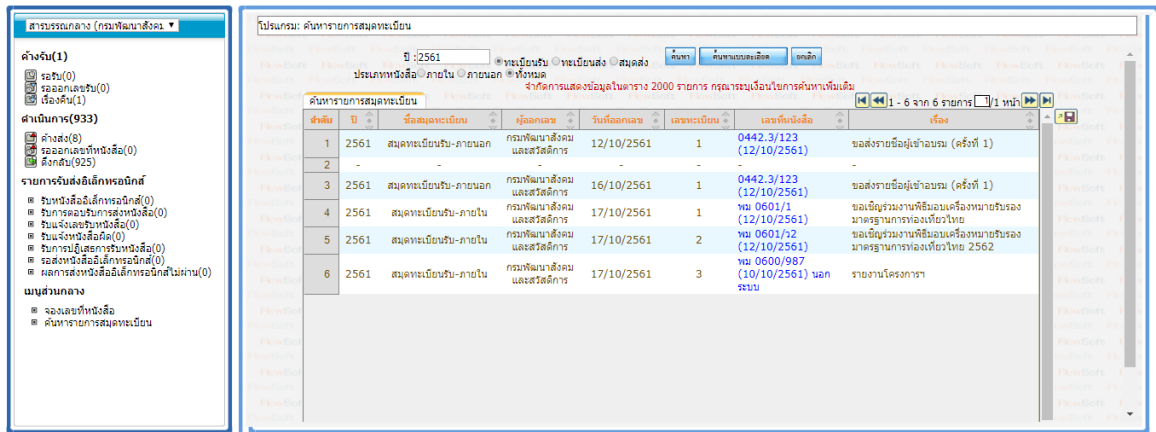 สารบรรณกลาง (กรมพัฒนาสังคม
ค้างรับ(1)
รอรับ(0)
รอออกเลขรับ(0)
เรื่องคืน(1)
ดำเนินการ(933)
ค้างส่ง(8)
รอออกเลขที่หนังสือ(0)
ดึงกลับ(925)
รายการรับส่งอิเล็กทรอนิกส์
รับหนังสืออิเล็กทรอนิกส์(0)
รับการตอบรับการส่งหนังสือ(0)
รับแจ้งเลขรับหนังสือ(0)
รับแจ้งหนังสือผิด(0)
รับการปฏิเสธการรับหนังสือ(0)
รอส่งหนังสืออิเล็กทรอนิกส์(0)
ผลการส่งหนังสืออิเล็กทรอนิกส์ไม่ผ่าน(0)
เมนูส่วนกลาง
จองเลขที่หนังสือ
ค้นหารายการสมุดทะเบียน
โปรแกรม: ค้นหารายการสมุดทะเบียน
ปี : 2561 ทะเบียนรับ ทะเบียนส่ง สมุดส่ง ค้นหา ค้นหาแบบละเอียด ยกเลิก
ประเภทหนังสือ ภายใน ภายนอก ทั้งหมด
จำกัดการแสดงข้อมูลในตาราง 2000 รายการ กรุณาระบุเงื่อนไขการค้นหาเพิ่มเติม
ค้นหารายการสมุดทะเบียน 1 - 6 จาก 6 รายการ 1/1 หน้า
ลำดับ ปี ชื่อสมุดทะเบียน ผู้ออกเลข วันที่ออกเลข เลขทะเบียน เลขที่หนังสือ เรื่อง
1 2561 สมุดทะเบียนรับ-ภายนอก กรมพัฒนาสังคมและสวัสดิการ 12/10/2561 1 0442.3/123 (12/10/2561) ขอส่งรายชื่อผู้เข้าอบรม (ครั้งที่ 1)
2 - - - - - - -
3 2561 สมุดทะเบียนรับ-ภายนอก กรมพัฒนาสังคมและสวัสดิการ 16/10/2561 1 0442.3/123 (12/10/2561) ขอส่งรายชื่อผู้เข้าอบรม (ครั้งที่ 1)
4 2561 สมุดทะเบียนรับ-ภายใน กรมพัฒนาสังคมและสวัสดิการ 17/10/2561 1 พม 0601/1 (12/10/2561) ขอเชิญร่วมงานพิธีมอบเครื่องหมายรับรองมาตรฐานการท่องเที่ยวไทย
5 2561 สมุดทะเบียนรับ-ภายใน กรมพัฒนาสังคมและสวัสดิการ 17/10/2561 2 พม 0601/ว2 (12/10/2561) ขอเชิญร่วมงานพิธีมอบเครื่องหมายรับรองมาตรฐานการท่องเที่ยวไทย 2562
6 2561 สมุดทะเบียนรับ-ภายใน กรมพัฒนาสังคมและสวัสดิการ 17/10/2561 3 พม 0600/987 (10/10/2561) นอกระบบ รายงานโครงการฯ